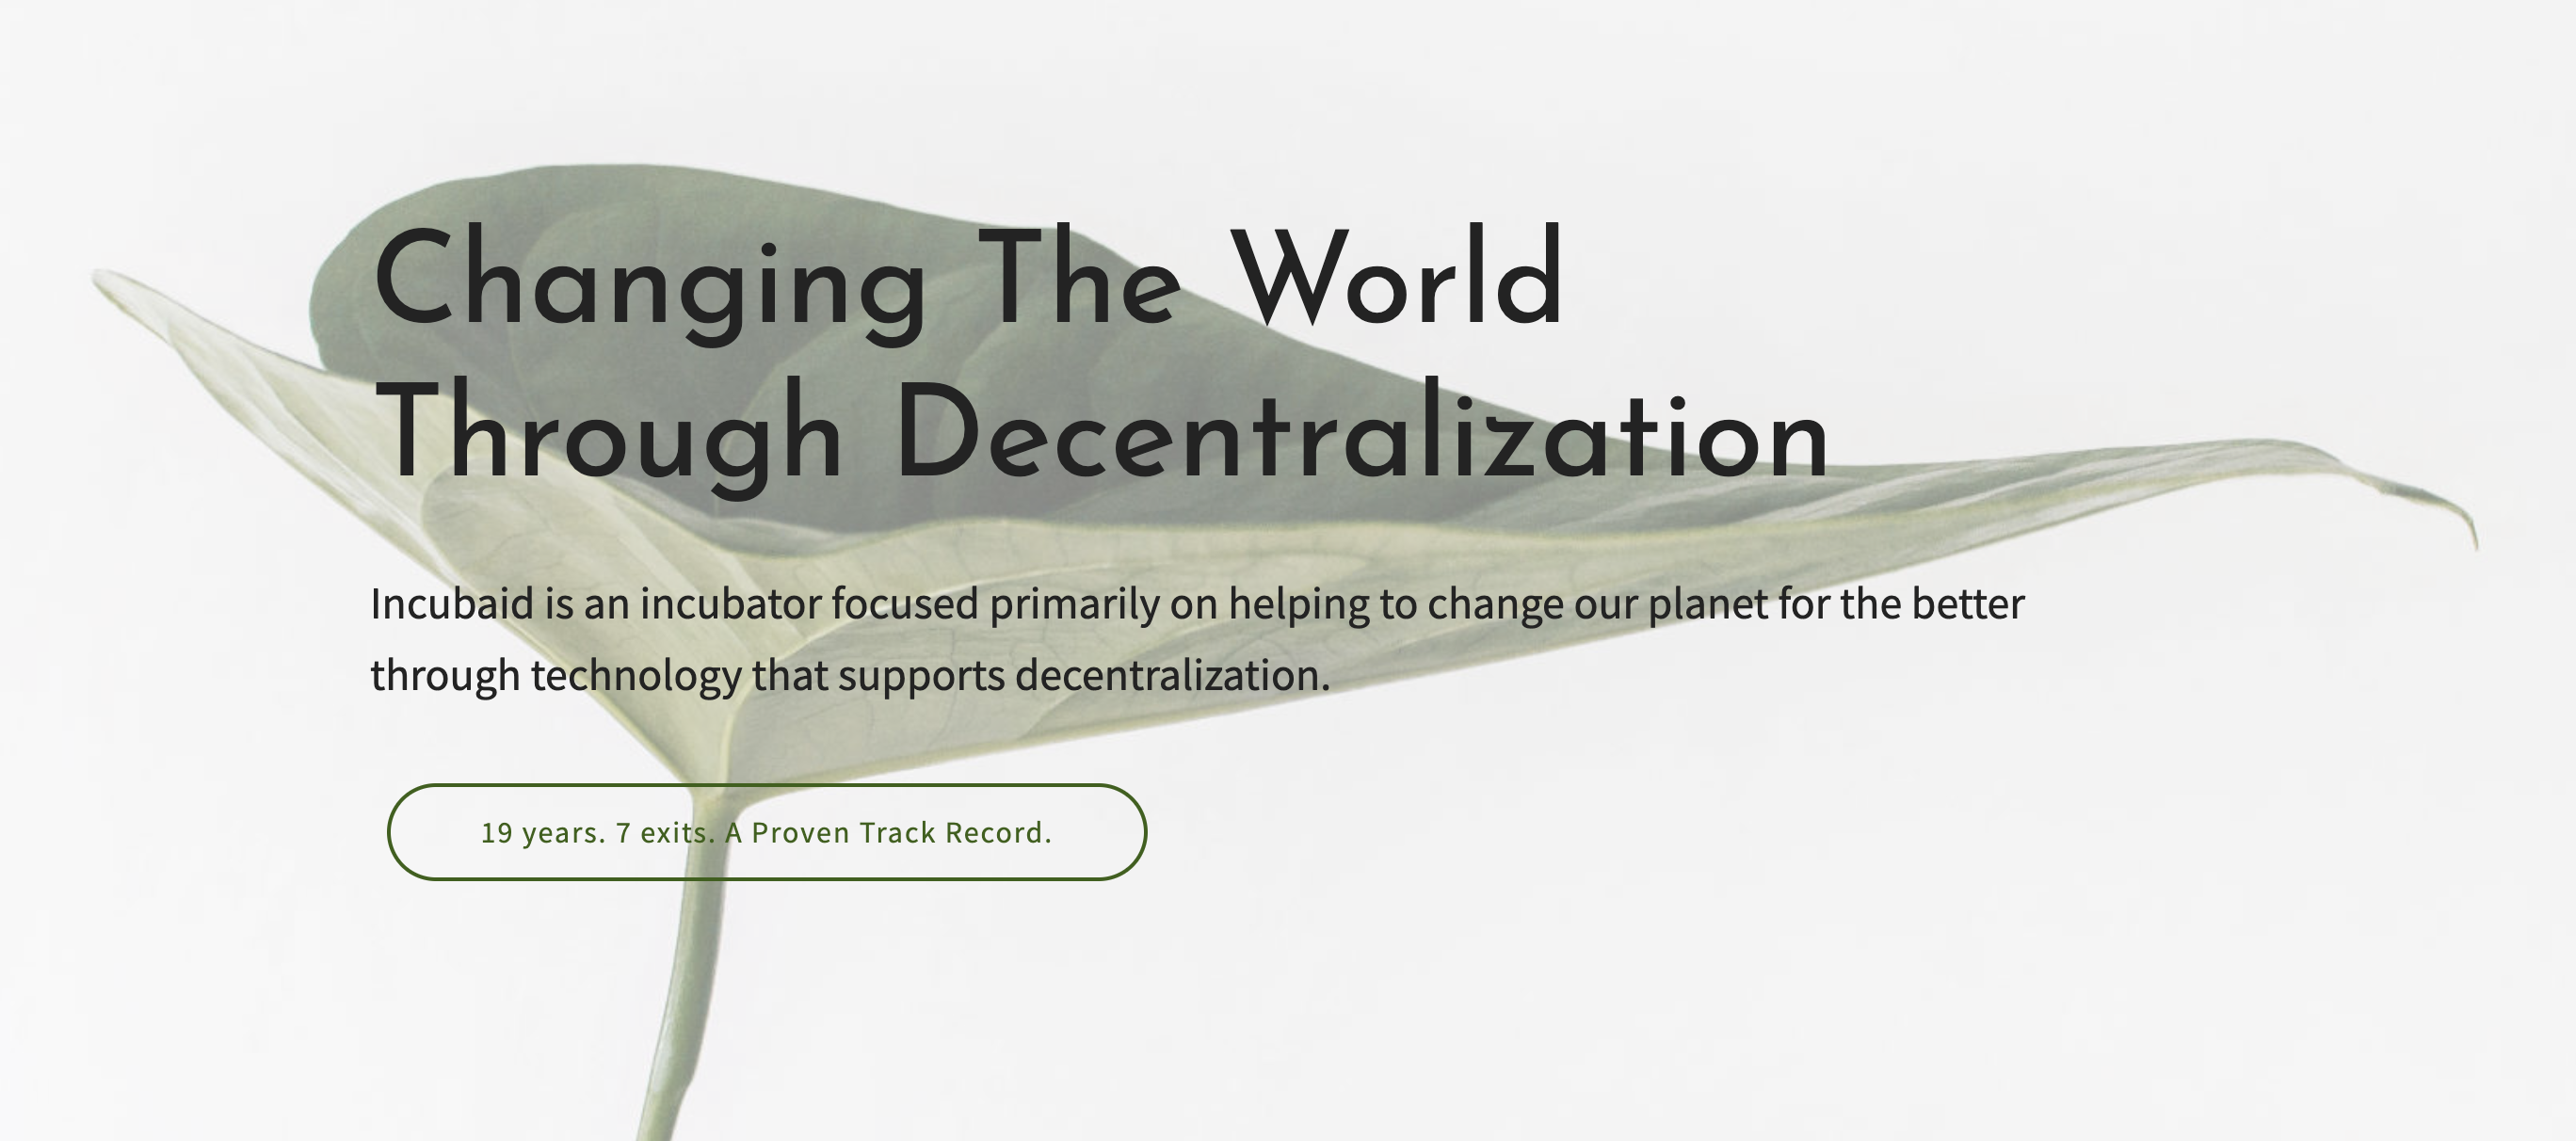 Changing The World
Through Decentralization
Incubaid is an incubator focused primarily on helping to change our planet for the better
through technology that supports decentralization.
19 years. 7 exits. A Proven Track Record.